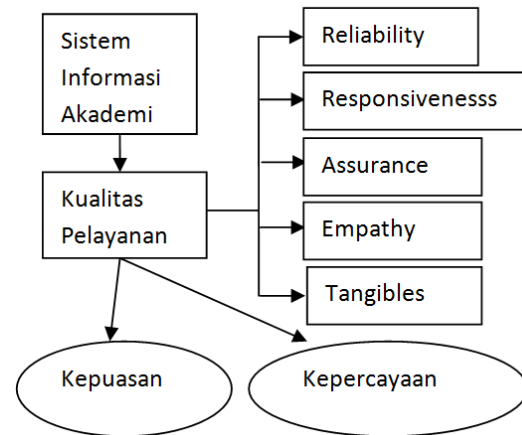 Sistem
Informasi
Akademi
Kualitas
Pelayanan
Reliability
Responsivenesss
Assurance
Empathy
Tangibles
Kepuasan
Kepercayaan